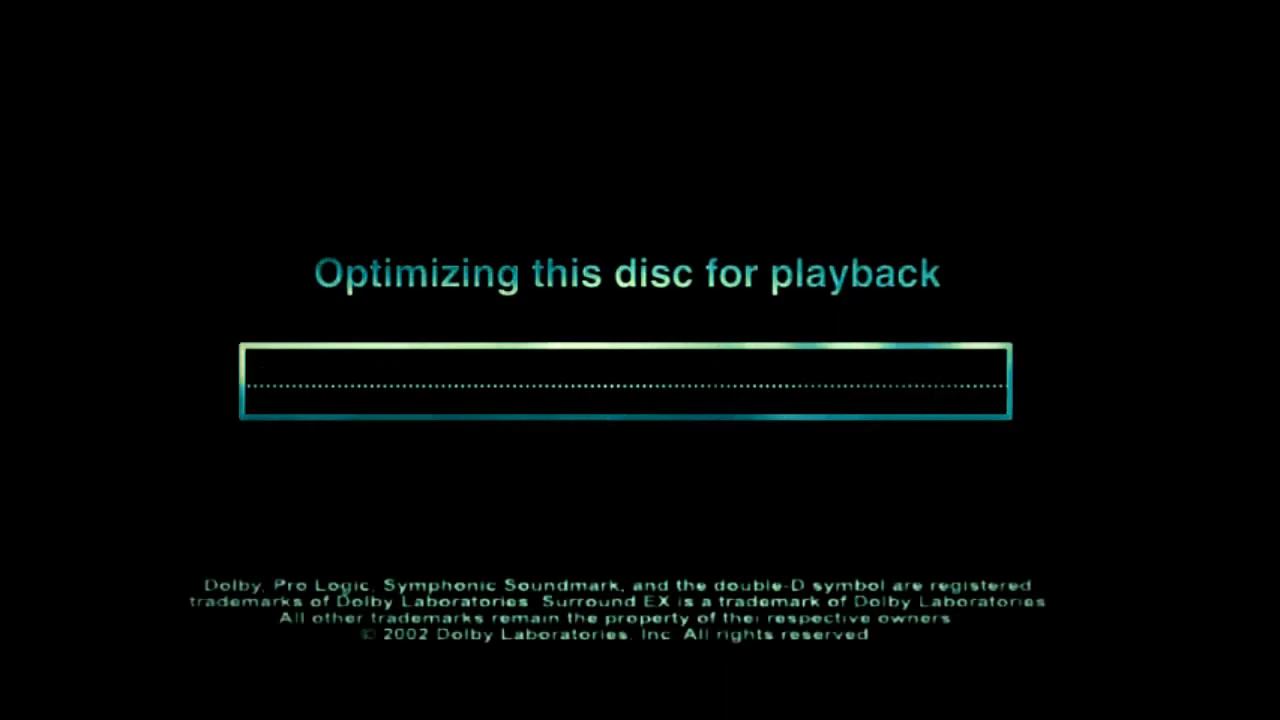 Optimizing this disc for playback
Dolby, Pro Logic, Symphonic Soundmark, and the double-D symbol are registered
trademarks of Dolby Laboratories. Surround EX is a trademark of Dolby Laboratories
All other trademarks remain the property of their respective owners
© 2002 Dolby Laboratories, Inc. All rights reserved